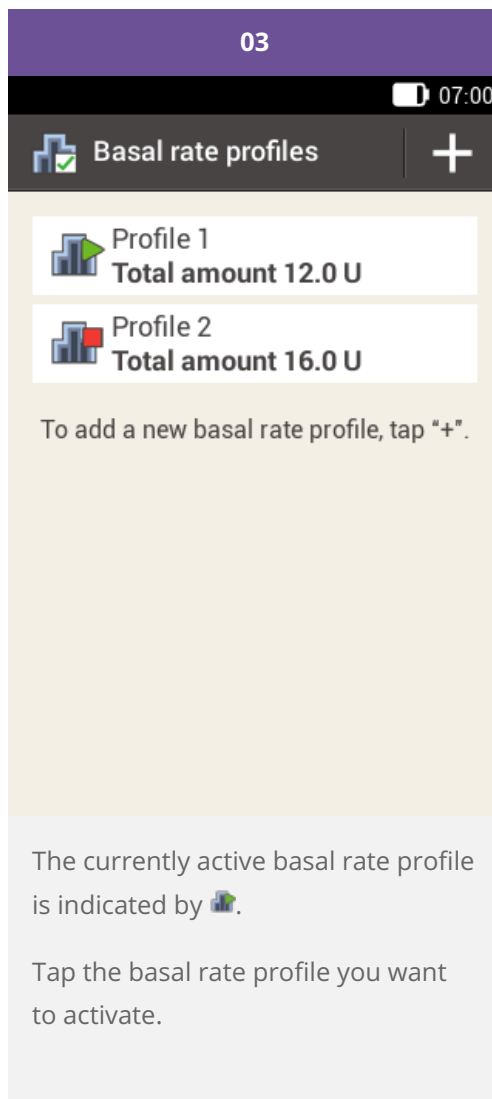 03
07:00
Basal rate profiles
Profile 1
Total amount 12.0 U
Profile 2
Total amount 16.0 U
To add a new basal rate profile, tap “+”.
The currently active basal rate profile
is indicated by .
Tap the basal rate profile you want
to activate.